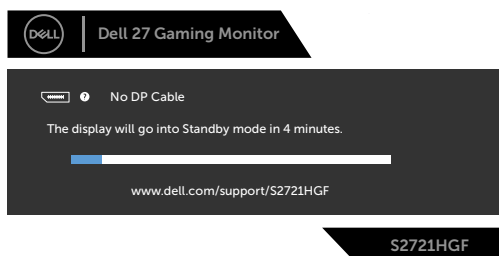 DELL
Dell 27 Gaming Monitor
? No DP Cable
The display will go into Standby mode in 4 minutes.
www.dell.com/support/S2721HGF
S2721HGF